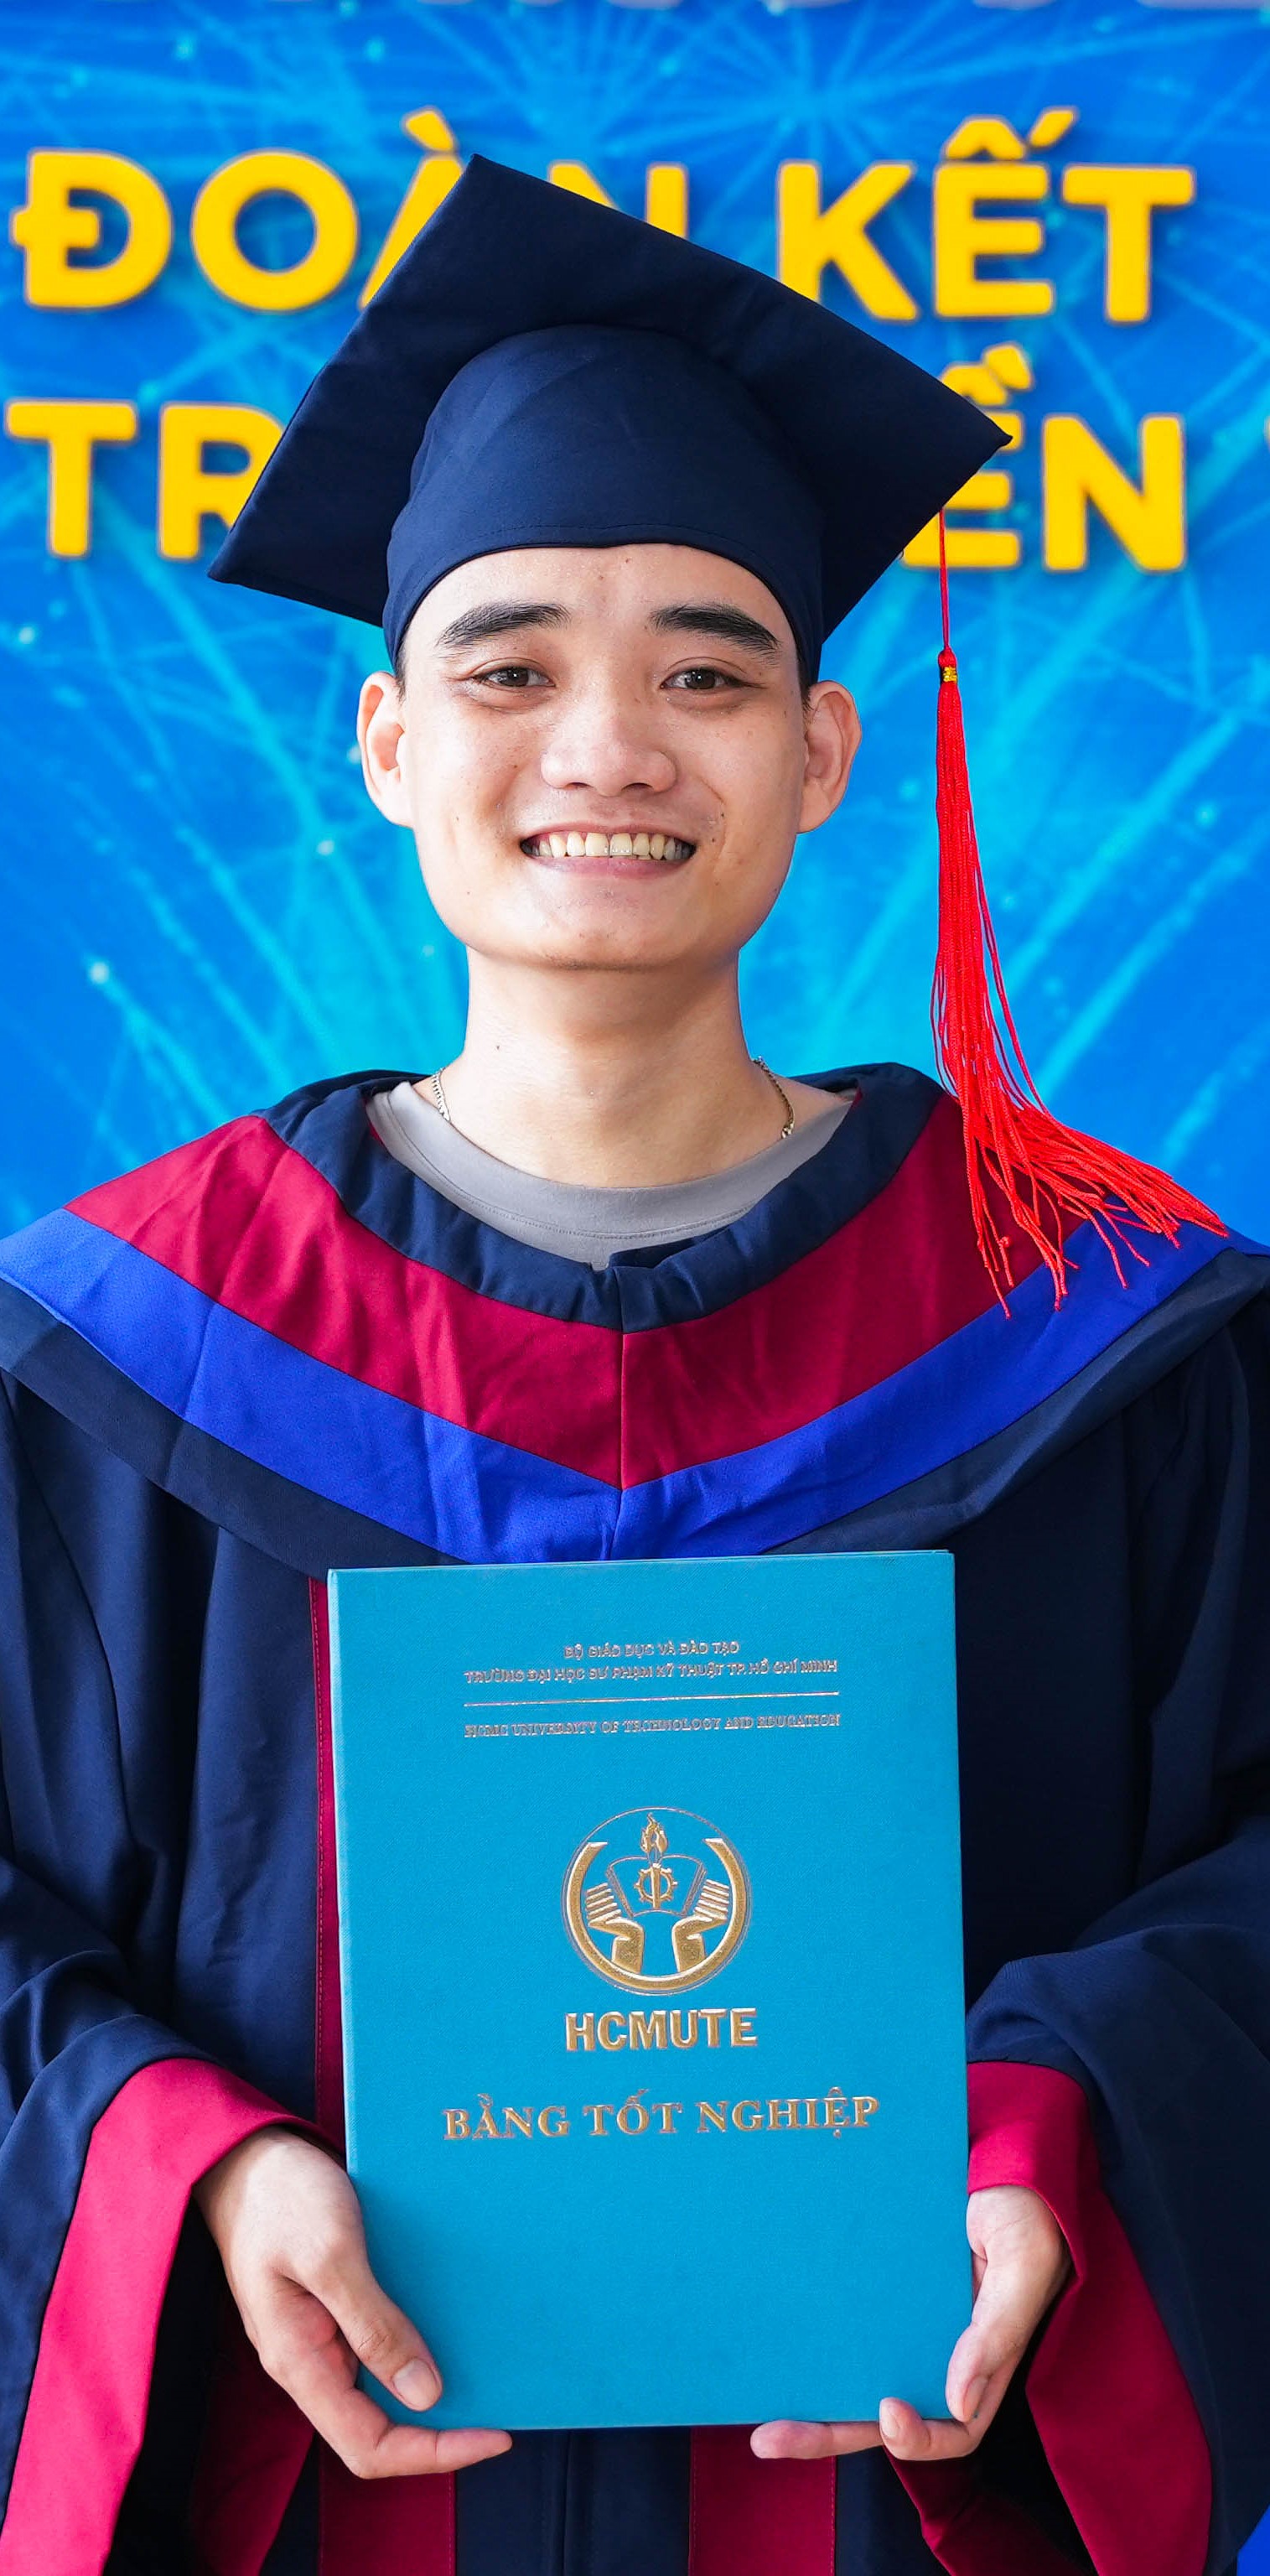 ĐOÀN KẾT
BỘ GIÁO DỤC VÀ ĐÀO TẠO
TRƯỜNG ĐẠI HỌC SƯ PHẠM KỸ THUẬT TP. HỒ CHÍ MINH
HCMC UNIVERSITY OF TECHNOLOGY AND EDUCATION
HCMUTE
BẰNG TỐT NGHIỆP